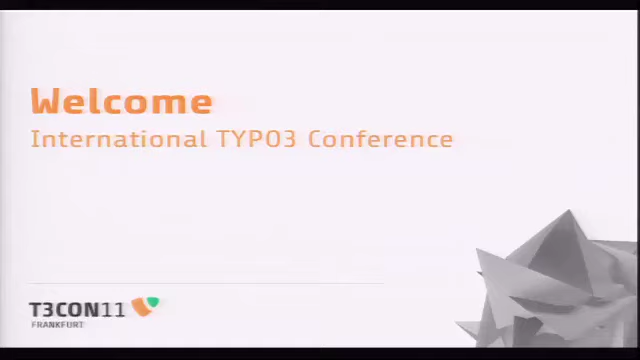 Welcome
International TYPO3 Conference
T3CON11
FRANKFURT